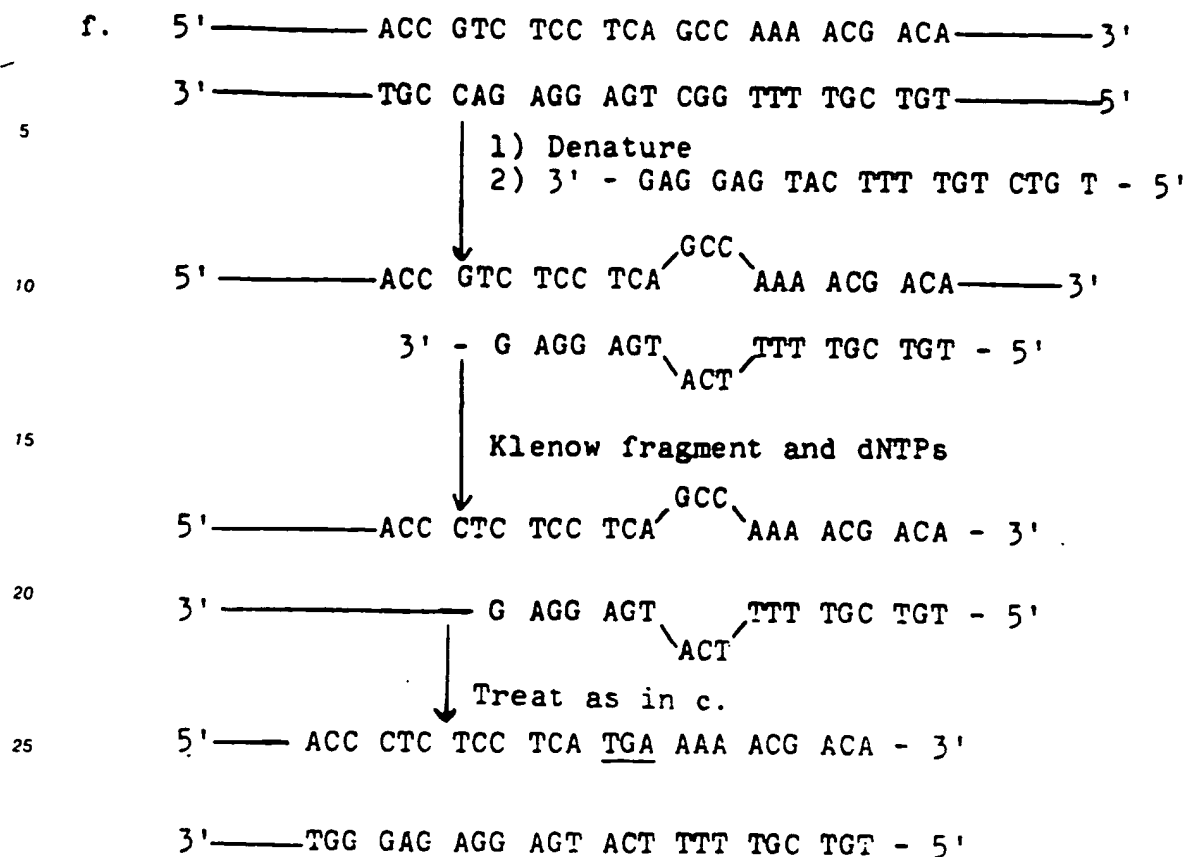 f. 5' ACC GTC TCC TCA GCC AAA ACG ACA 3'
3' TGC CAG AGG AGT CGG TTT TGC TGT 5'
5
1) Denature
2) 3' - GAG GAG TAC TTT TGT CTG T - 5'
GCC
10 5' ACC GTC TCC TCA AAA ACG ACA 3'
3' - G AGG AGT TTT TGC TGT - 5'
ACT
15 Klenow fragment and dNTPs
GCC
5' ACC CTC TCC TCA AAA ACG ACA - 3'
20 3' G AGG AGT TTT TGC TGT - 5'
ACT
Treat as in c.
25 5' ACC CTC TCC TCA TGA AAA ACG ACA - 3'
3' TGG GAG AGG AGT ACT TTT TGC TGT - 5'